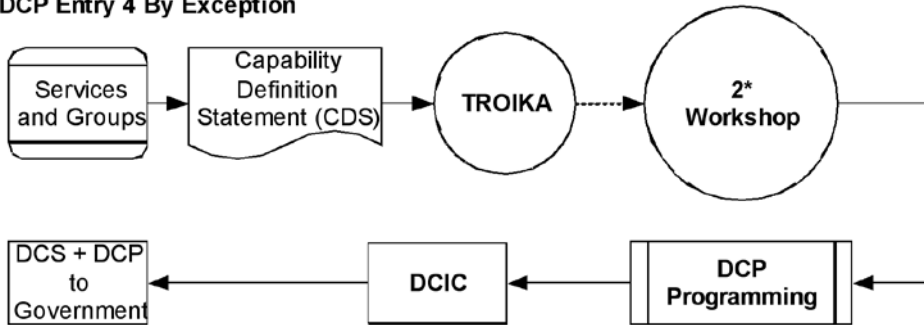 DCP Entry 4 By Exception
Services
and Groups
Capability
Definition
Statement (CDS)
TROIKA
2*
Workshop
DCS + DCP
to
Government
DCIC
DCP
Programming